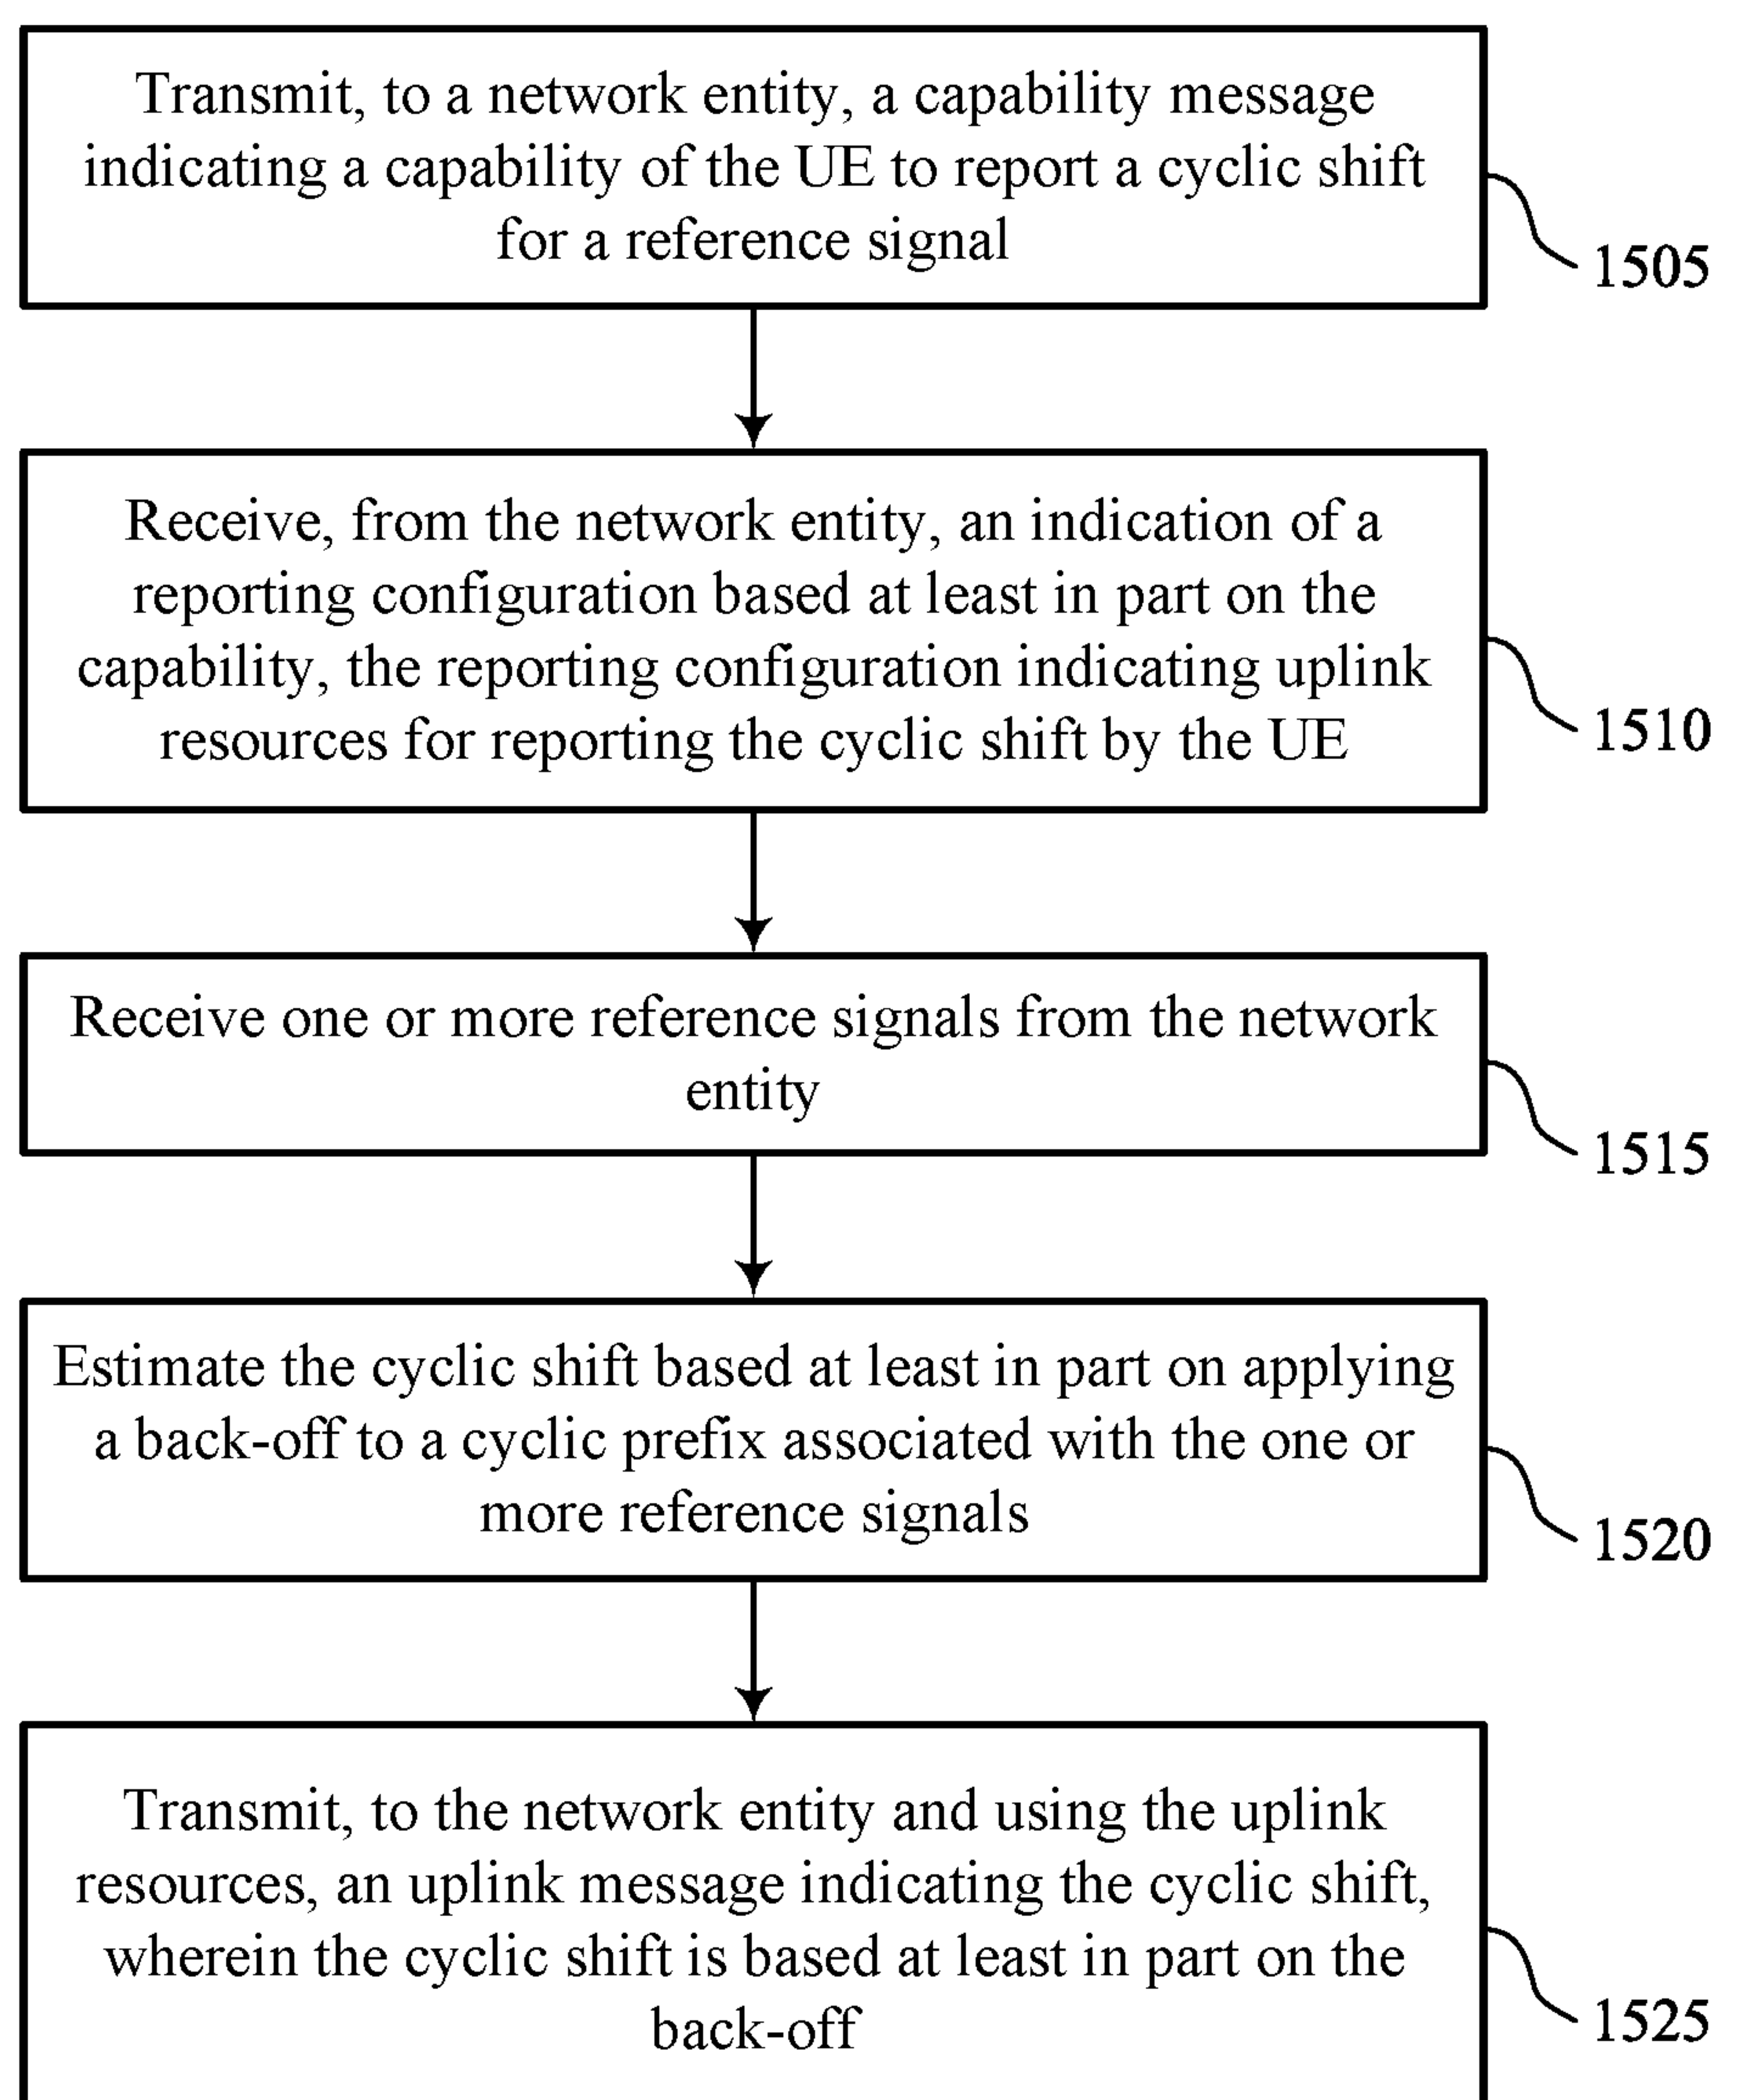 Transmit, to a network entity, a capability message
indicating a capability of the UE to report a cyclic shift
for a reference signal
1505
Receive, from the network entity, an indication of a
reporting configuration based at least in part on the
capability, the reporting configuration indicating uplink
resources for reporting the cyclic shift by the UE
1510
Receive one or more reference signals from the network
entity
1515
Estimate the cyclic shift based at least in part on applying
a back-off to a cyclic prefix associated with the one or
more reference signals
1520
Transmit, to the network entity and using the uplink
resources, an uplink message indicating the cyclic shift,
wherein the cyclic shift is based at least in part on the
back-off
1525